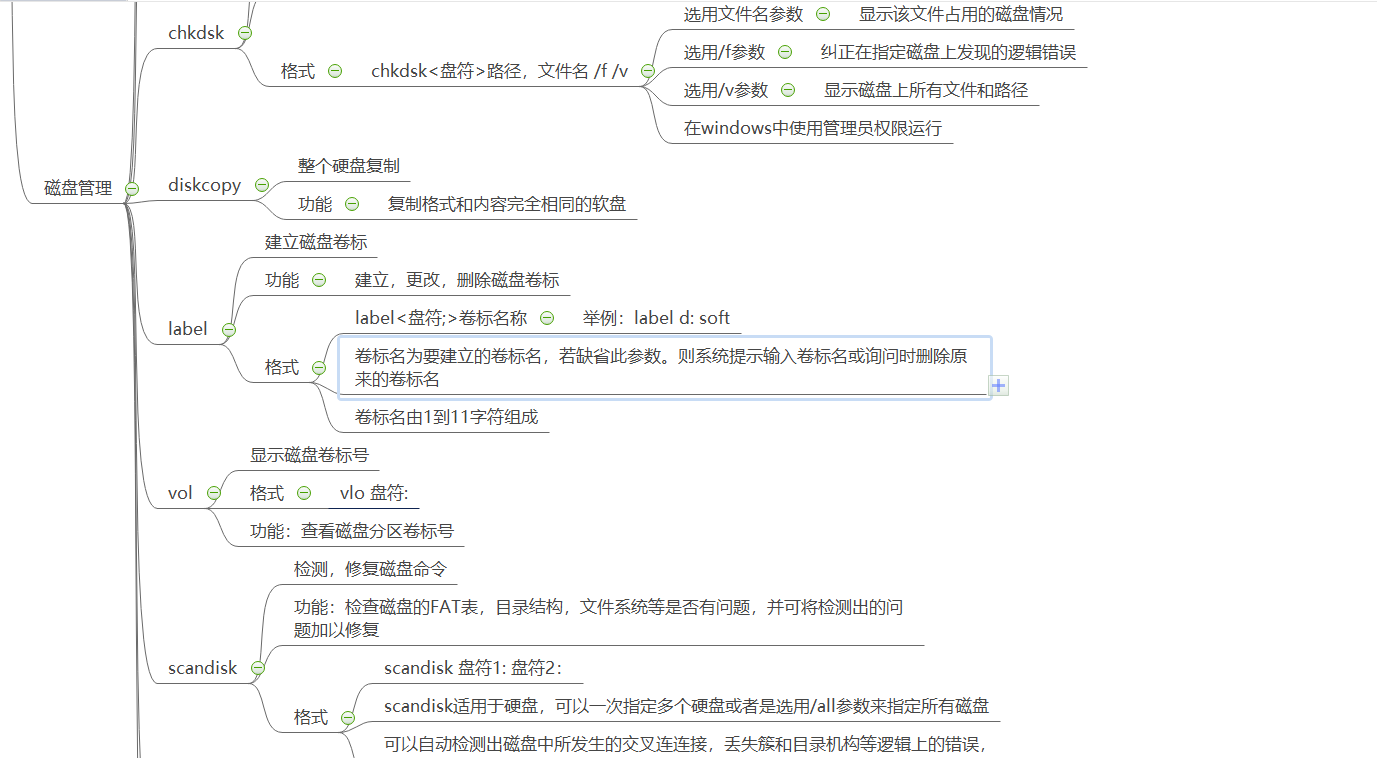 磁盘管理
chkdsk
格式
chkdsk<盘符>路径，文件名 /f /v
选用文件名参数
显示该文件占用的磁盘情况
选用/f参数
纠正在指定磁盘上发现的逻辑错误
选用/v参数
显示磁盘上所有文件和路径
在windows中使用管理员权限运行
diskcopy
整个硬盘复制
功能
复制格式和内容完全相同的软盘
label
建立磁盘卷标
功能
建立，更改，删除磁盘卷标
格式
label<盘符;>卷标名称
举例：label d: soft
卷标名为要建立的卷标名，若缺省此参数。则系统提示输入卷标名或询问时删除原
来的卷标名
卷标名由1到11字符组成
vol
显示磁盘卷标号
格式
vlo 盘符:
功能：查看磁盘分区卷标号
scandisk
检测，修复磁盘命令
功能：检查磁盘的FAT表，目录结构，文件系统等是否有问题，并可将检测出的问
题加以修复
格式
scandisk 盘符1: 盘符2：
scandisk适用于硬盘，可以一次指定多个硬盘或者是选用/all参数来指定所有磁盘
可以自动检测出磁盘中所发生的交叉连连接，丢失簇和目录机构等逻辑上的错误，